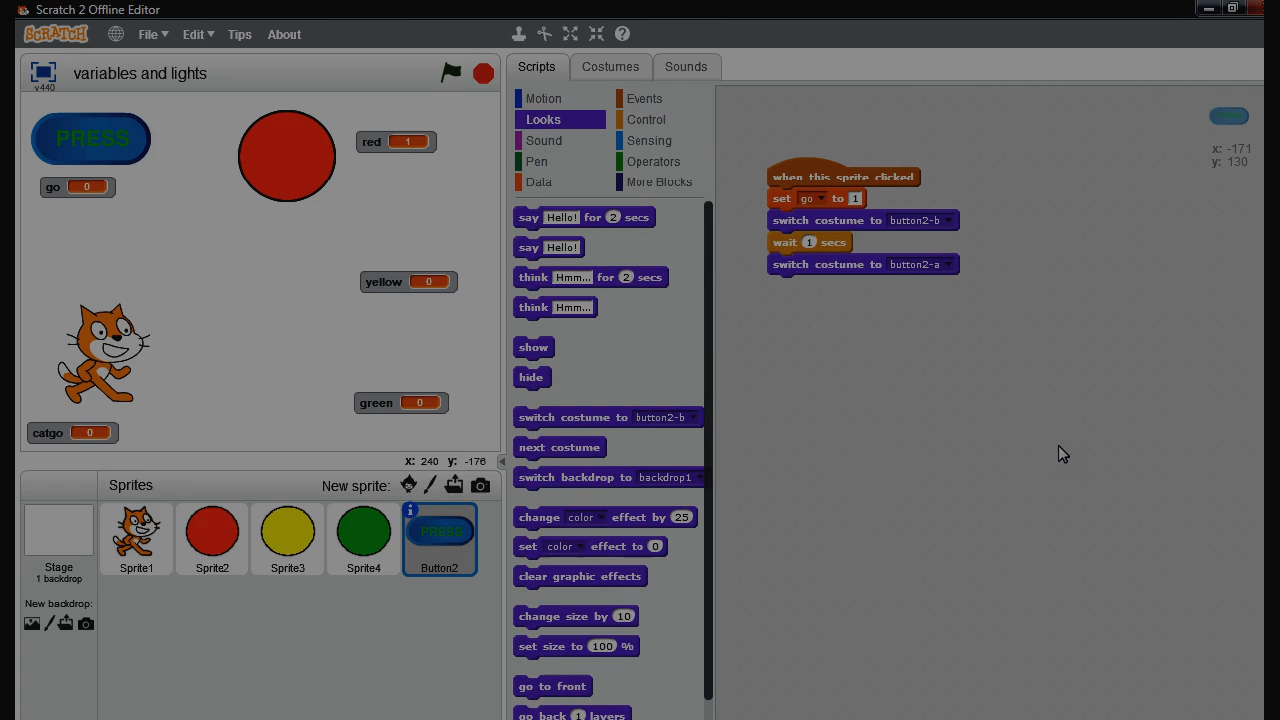 Scratch 2 Offline Editor
SCRATCH File Edit Tips About
v440 variables and lights
Scripts Costumes Sounds
PRESS
go 0
red 1
yellow 0
green 0
catgo 0
x: 240 y: -176
Motion Events
Looks Control
Sound Sensing
Pen Operators
Data More Blocks
say Hello! for 2 secs
say Hello!
think Hmm... for 2 secs
think Hmm...
show
hide
switch costume to button2-b
next costume
switch backdrop to backdrop1
change color effect by 25
set color effect to 0
clear graphic effects
change size by 10
set size to 100 %
go to front
go back 1 layers
when this sprite clicked
set go to 1
switch costume to button2-b
wait 1 secs
switch costume to button2-a
x: -171
y: 130
Sprites New sprite:
Stage
1 backdrop
New backdrop:
Sprite1 Sprite2 Sprite3 Sprite4
PRESS
Button2